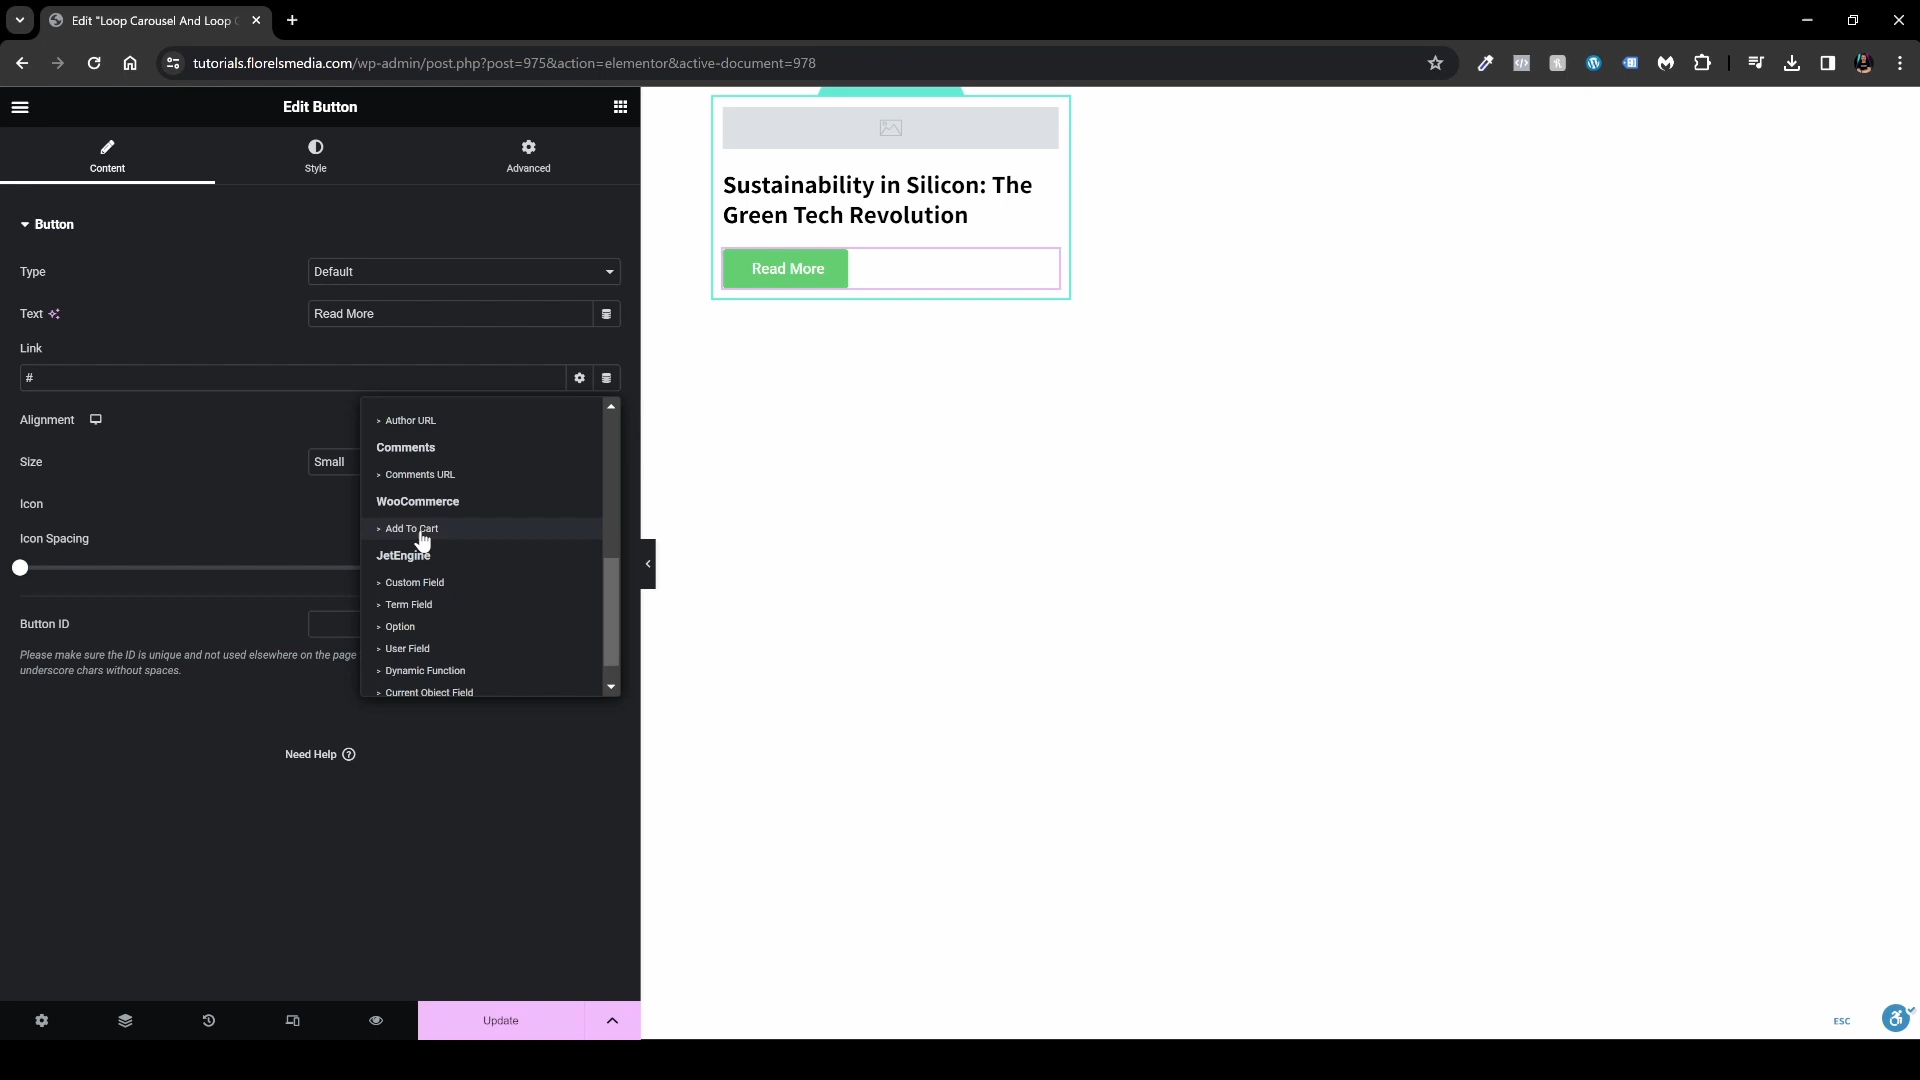 Edit "Loop Carousel And Loop
tutorials.florelsmedia.com/wp-admin/post.php?post=975&action=elementor&active-document=978
Edit Button
Content
Style
Advanced
Button
Type
Default
Text
Read More
Link
#
Alignment
Size
Small
Icon
Icon Spacing
Button ID
Please make sure the ID is unique and not used elsewhere on the page
underscore chars without spaces.
> Author URL
Comments
> Comments URL
WooCommerce
> Add To Cart
JetEngine
> Custom Field
> Term Field
> Option
> User Field
> Dynamic Function
> Current Object Field
Need Help ?
Update
Sustainability in Silicon: The
Green Tech Revolution
Read More
ESC